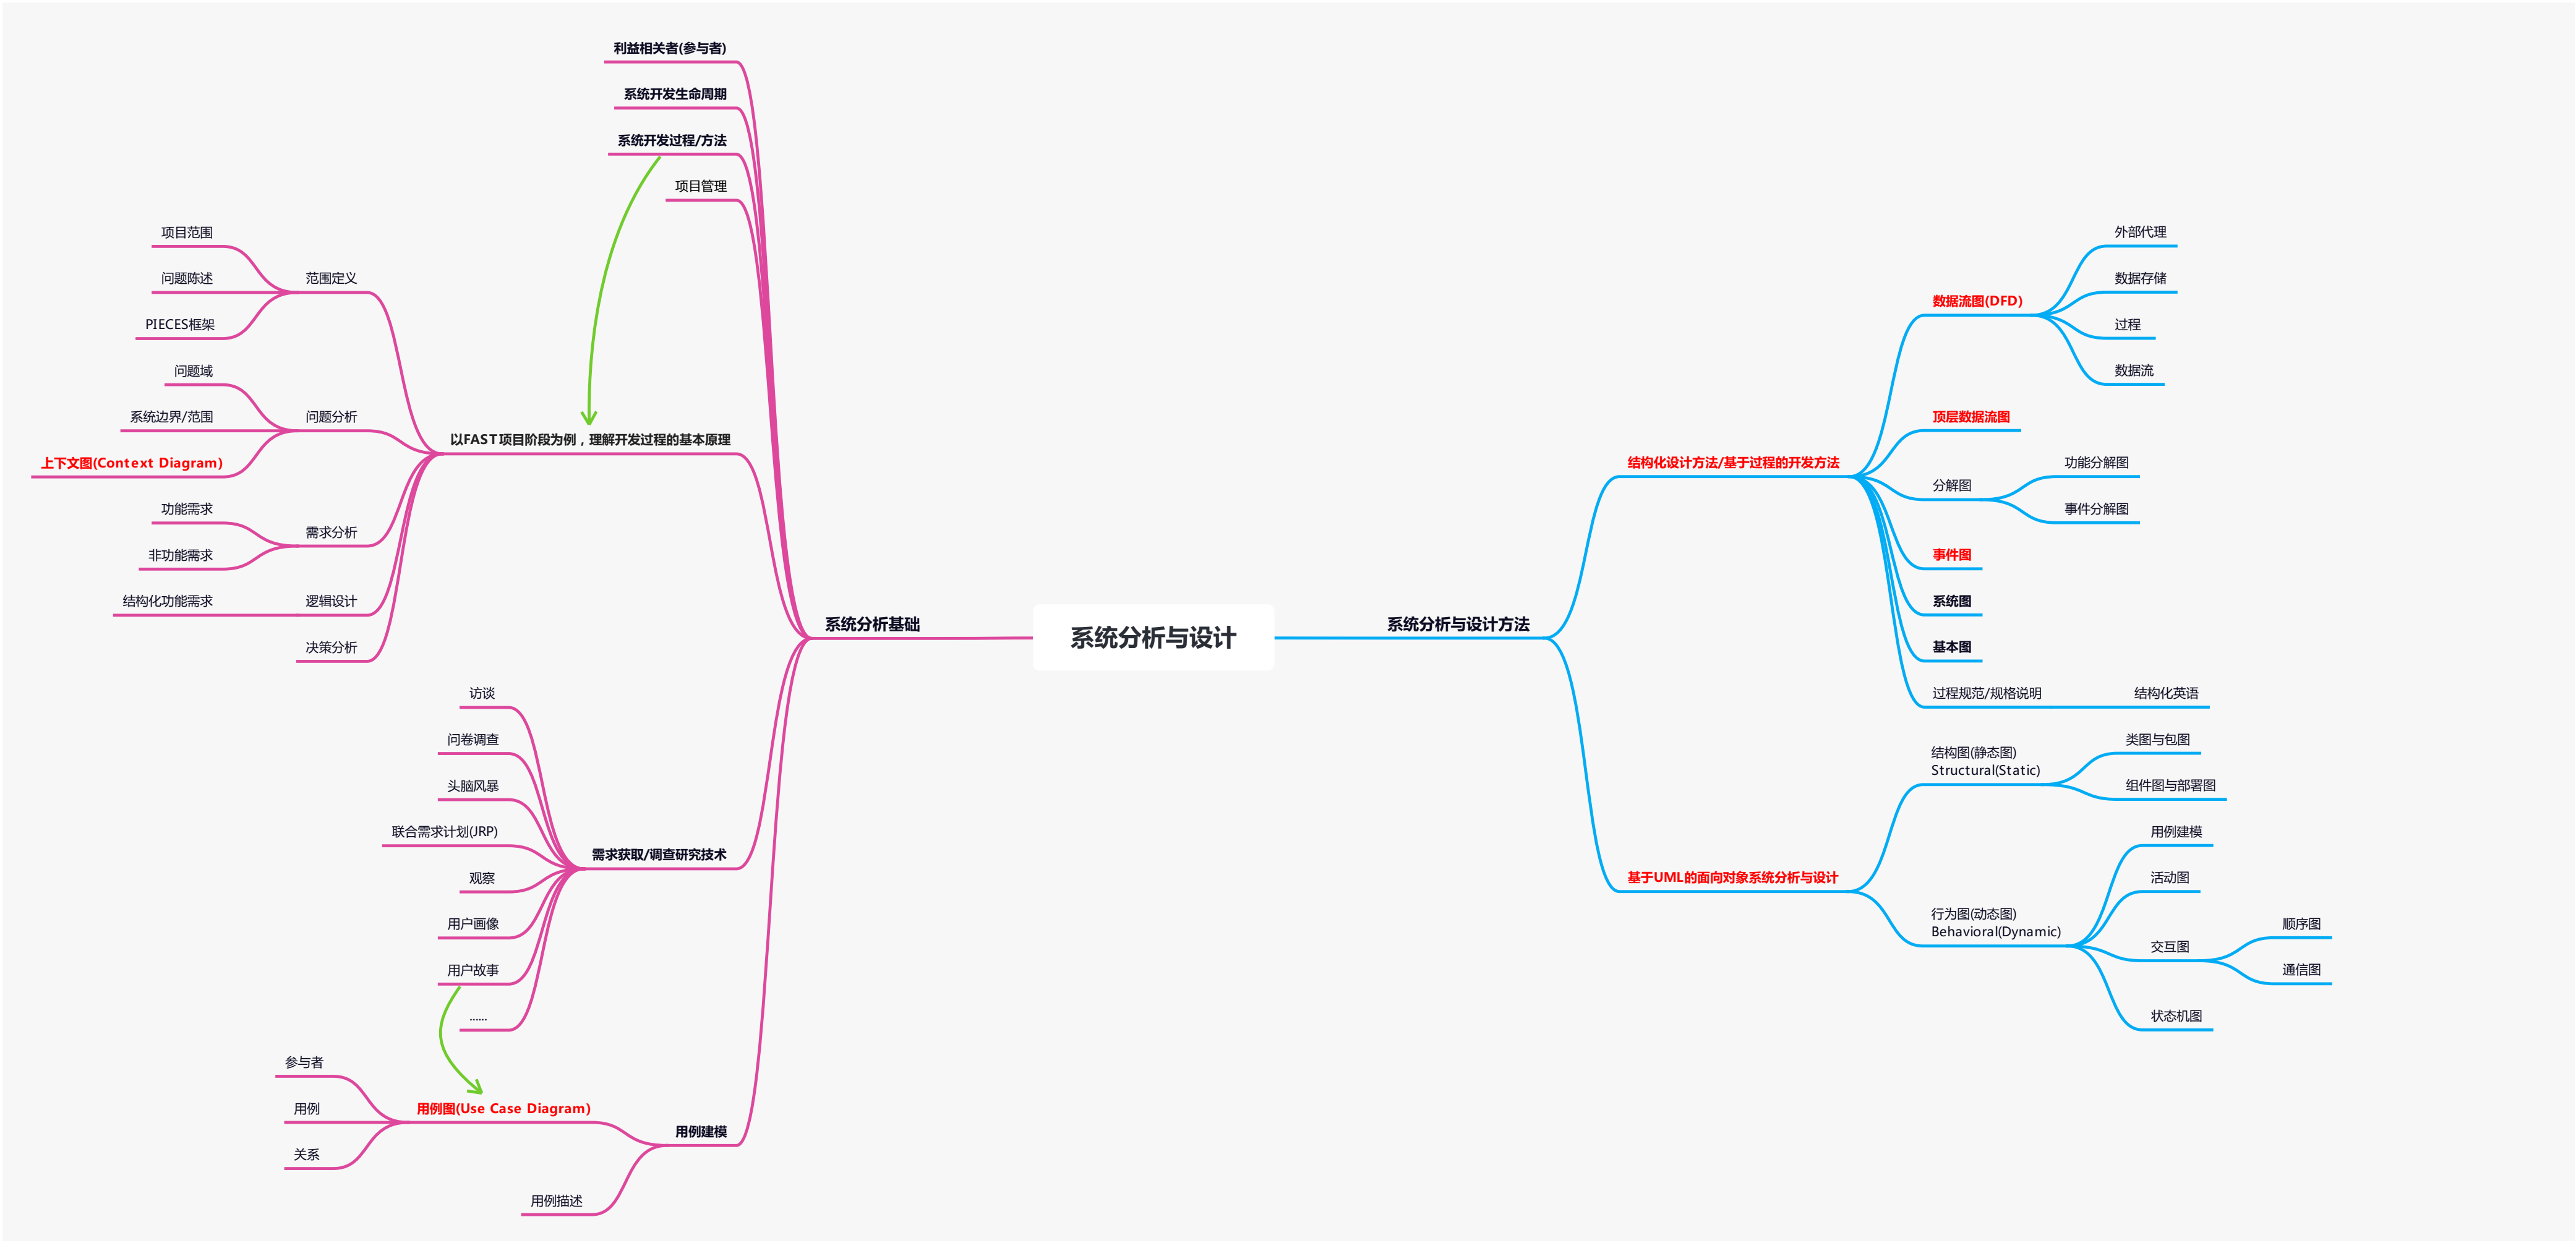 系统分析与设计
系统分析基础
利益相关者(参与者)
系统开发生命周期
系统开发过程/方法
项目管理
以FAST项目阶段为例，理解开发过程的基本原理
范围定义
项目范围
问题陈述
PIECES框架
问题分析
问题域
系统边界/范围
上下文图(Context Diagram)
需求分析
功能需求
非功能需求
逻辑设计
结构化功能需求
决策分析
需求获取/调查研究技术
访谈
问卷调查
头脑风暴
联合需求计划(JRP)
观察
用户画像
用户故事
......
用例建模
用例图(Use Case Diagram)
参与者
用例
关系
用例描述
系统分析与设计方法
结构化设计方法/基于过程的开发方法
数据流图(DFD)
外部代理
数据存储
过程
数据流
顶层数据流图
分解图
功能分解图
事件分解图
事件图
系统图
基本图
过程规范/规格说明
结构化英语
基于UML的面向对象系统分析与设计
结构图(静态图)
Structural(Static)
类图与包图
组件图与部署图
行为图(动态图)
Behavioral(Dynamic)
用例建模
活动图
交互图
顺序图
通信图
状态机图